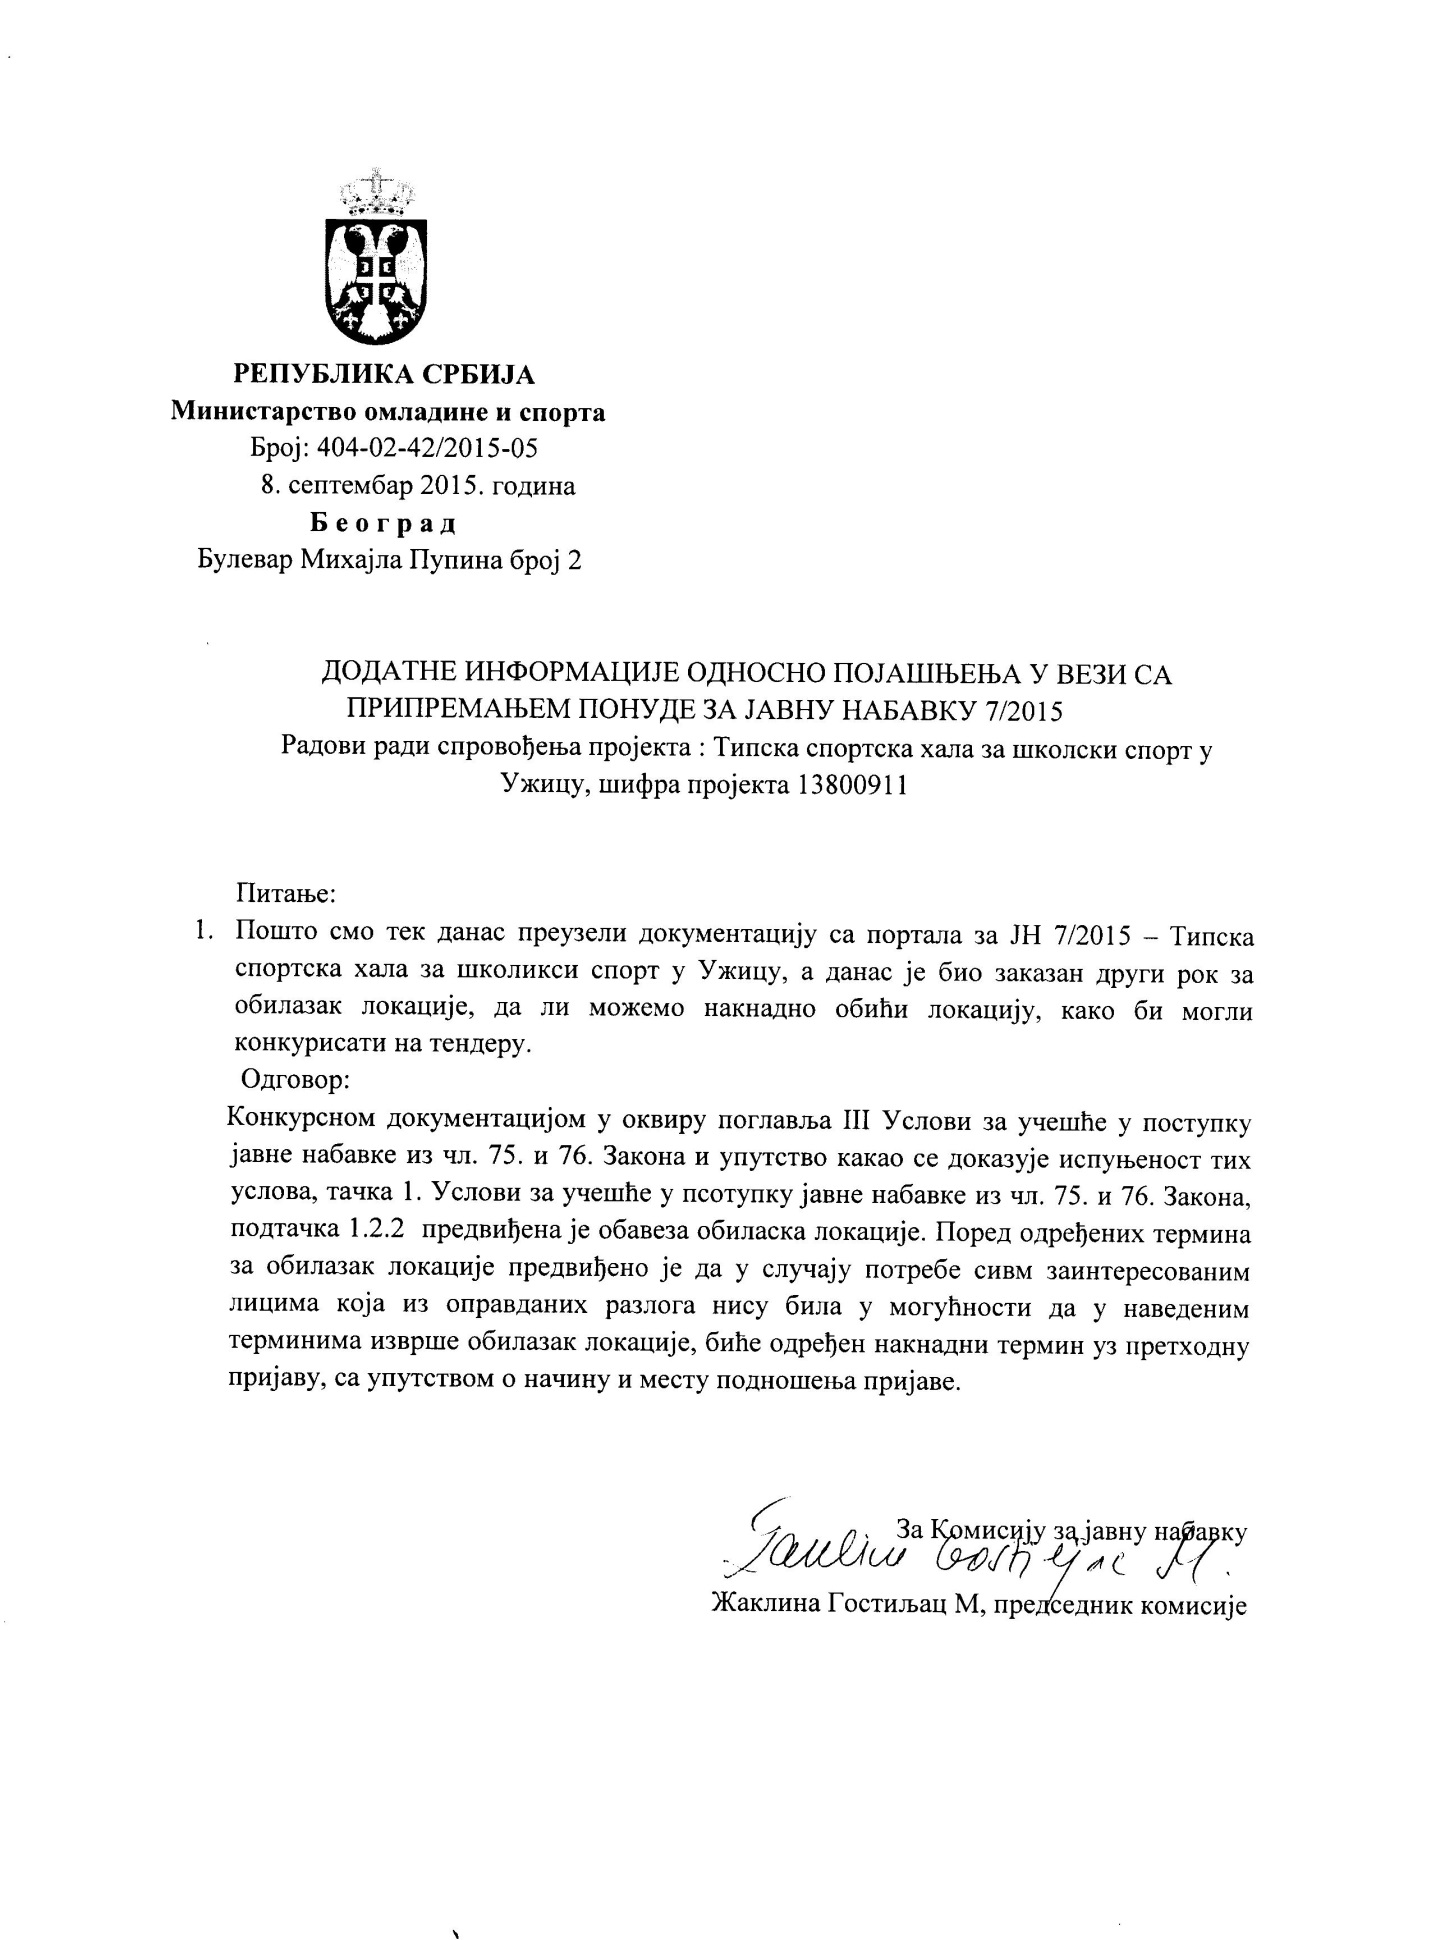 РЕПУБЛИКА СРБИЈА
Министарство омладине и спорта
Број: 404-02-42/2015-05
8. септембар 2015. година
Б е о г р а д
Булевар Михајла Пупина број 2
ДОДАТНЕ ИНФОРМАЦИЈЕ ОДНОСНО ПОЈАШЊЕЊА У ВЕЗИ СА
ПРИПРЕМАЊЕМ ПОНУДЕ ЗА ЈАВНУ НАБАВКУ 7/2015
Радови ради спровођења пројекта : Типска спортска хала за школски спорт у
Ужицу, шифра пројекта 13800911
Питање:
1. Пошто смо тек данас преузели документацију са портала за ЈН 7/2015 – Типска
спортска хала за школикси спорт у Ужицу, а данас је био заказан други рок за
обилазак локације, да ли можемо накнадно обићи локацију, како би могли
конкурисати на тендеру.
Одговор:
Конкурсном документацијом у оквиру поглавља III Услови за учешће у поступку
јавне набавке из чл. 75. и 76. Закона и упутство какао се доказује испуњеност тих
услова, тачка 1. Услови за учешће у псотупку јавне набавке из чл. 75. и 76. Закона,
подтачка 1.2.2 предвиђена је обавеза обиласка локације. Поред одређених термина
за обилазак локације предвиђено је да у случају потребе сивм заинтересованим
лицима која из оправданих разлога нису била у могућности да у наведеним
терминима изврше обилазак локације, биће одређен накнадни термин уз претходну
пријаву, са упутством о начину и месту подношења пријаве.
За Комисију за јавну набавку
Жаклина Гостиљац М, председник комисије